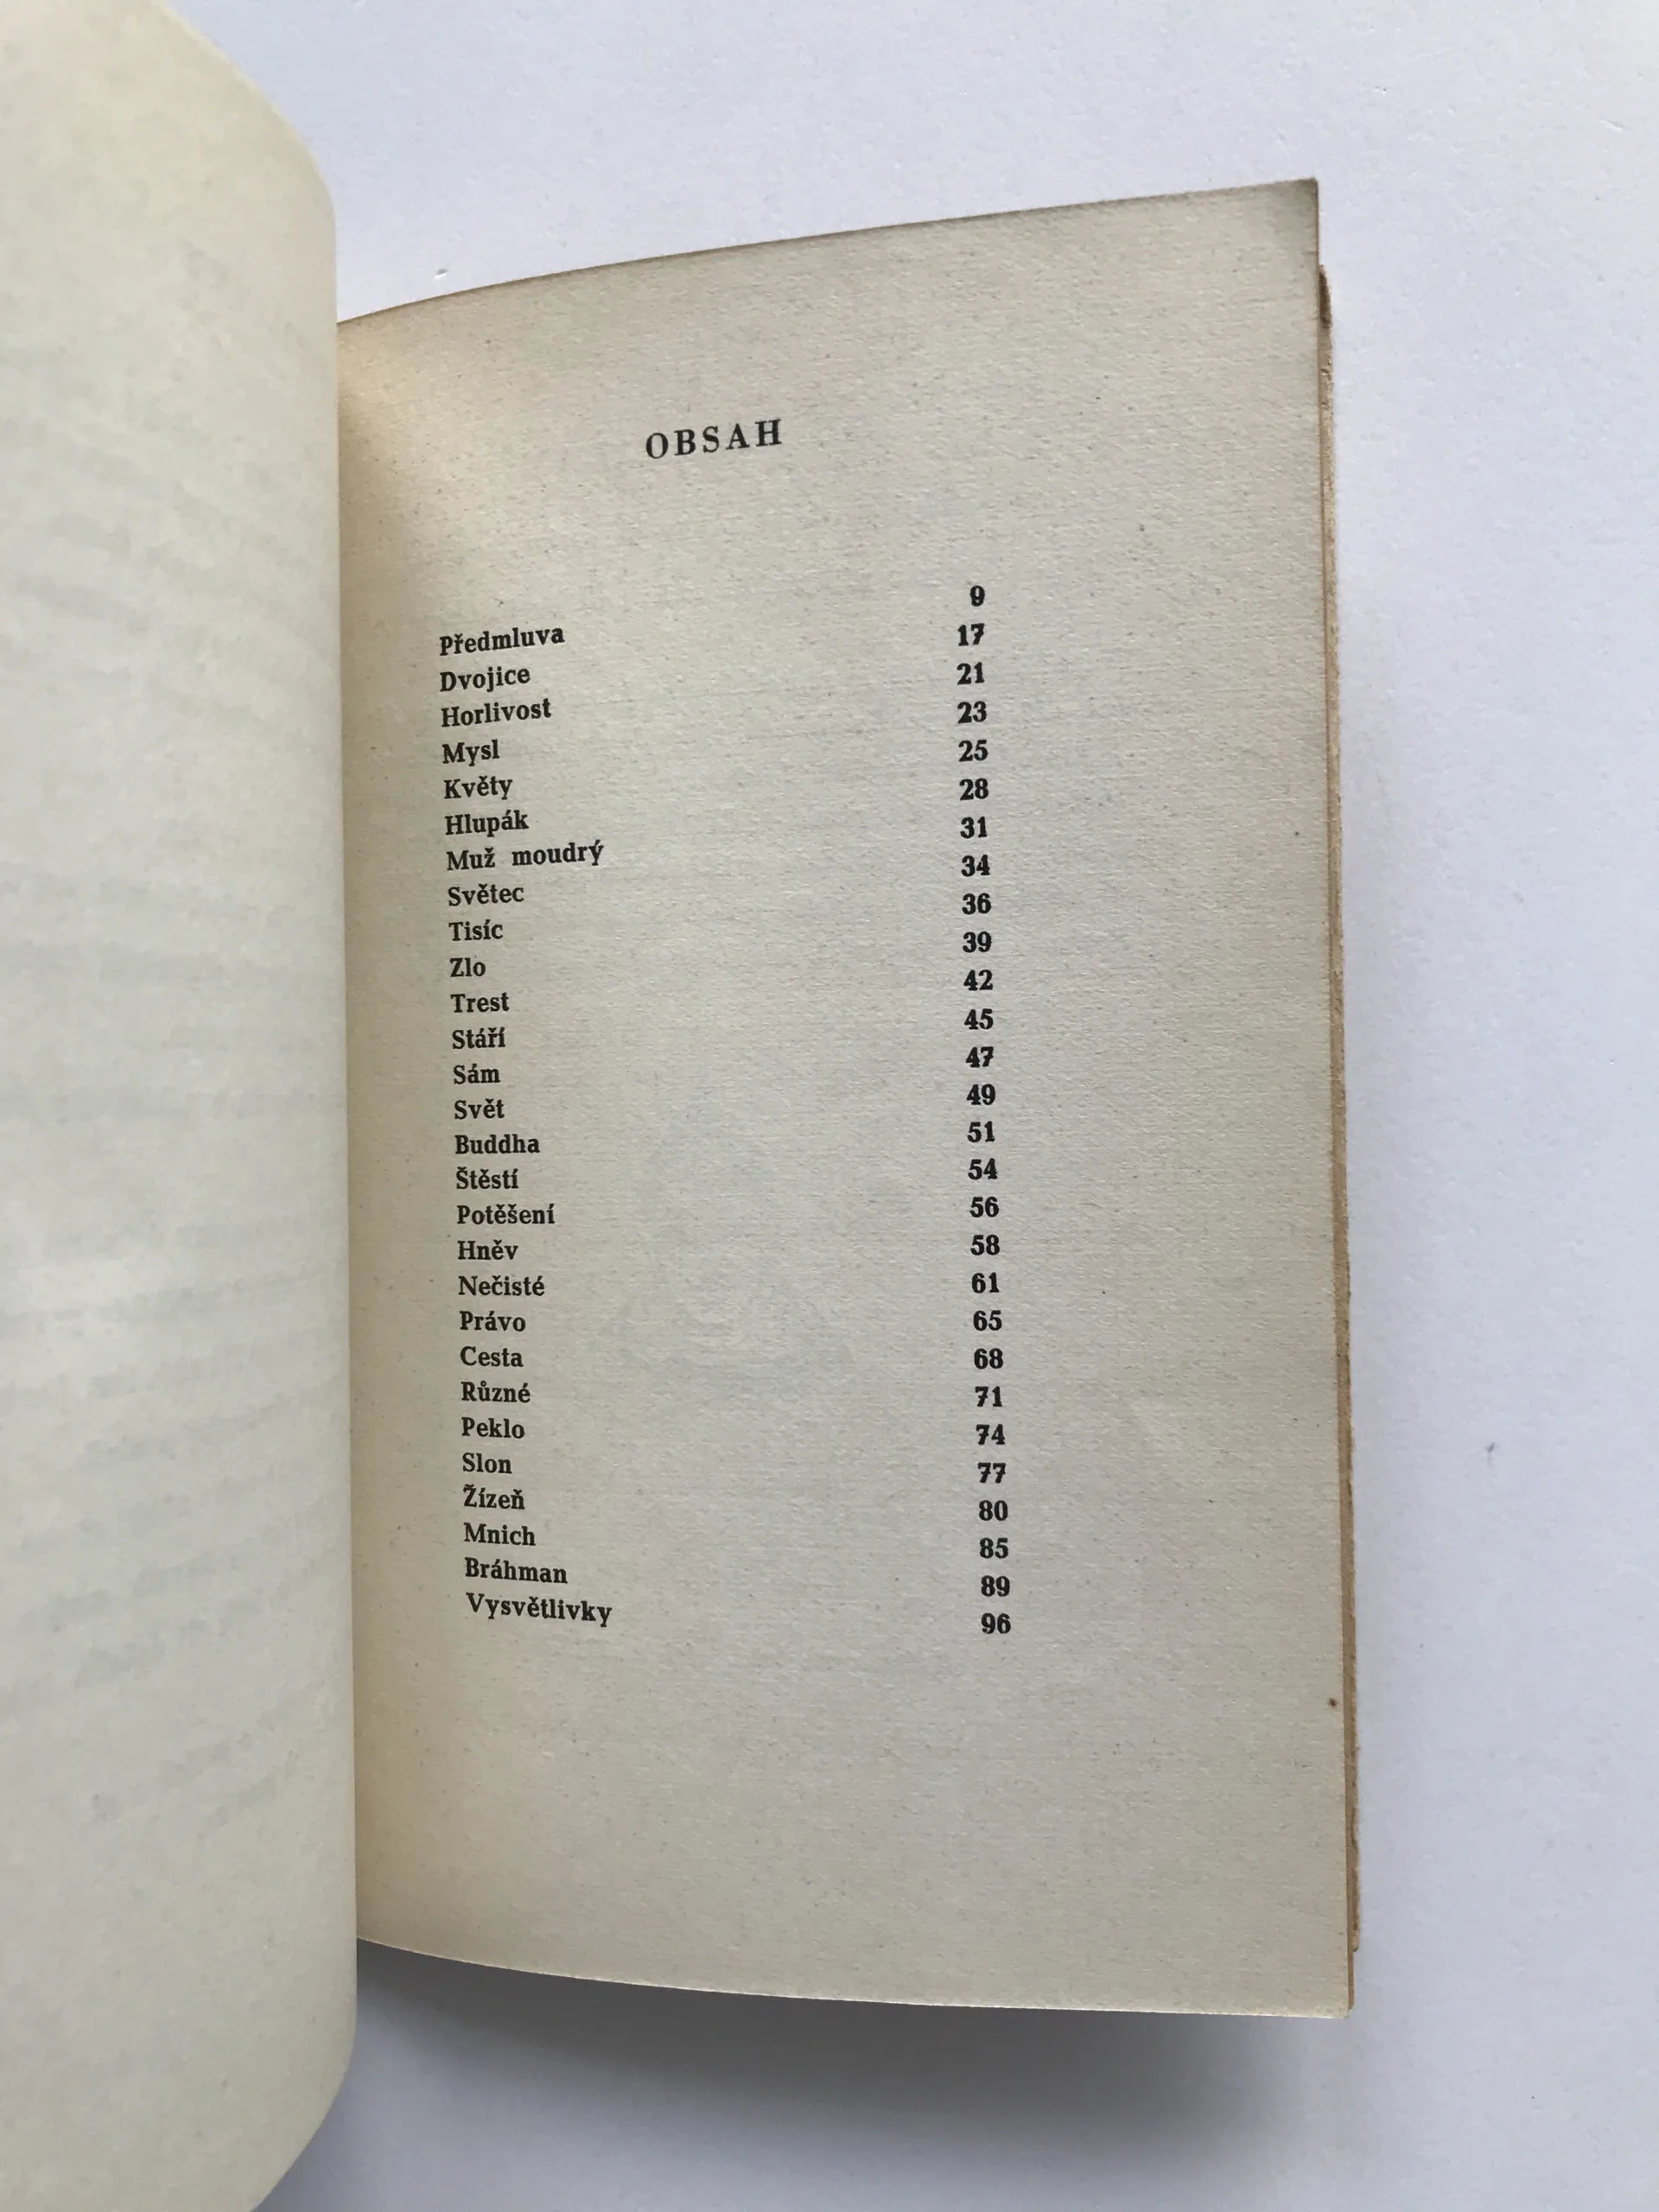 OBSAH
Předmluva 9
Dvojice 17
Horlivost 21
Mysl 23
Květy 25
Hlupák 28
Muž moudrý 31
Světec 34
Tisíc 36
Zlo 39
Trest 42
Stáří 45
Sám 47
Svět 49
Buddha 51
Štěstí 54
Potěšení 56
Hněv 58
Nečisté 61
Právo 65
Cesta 68
Různé 71
Peklo 74
Slon 77
Žízeň 80
Mnich 85
Bráhman 89
Vysvětlivky 96